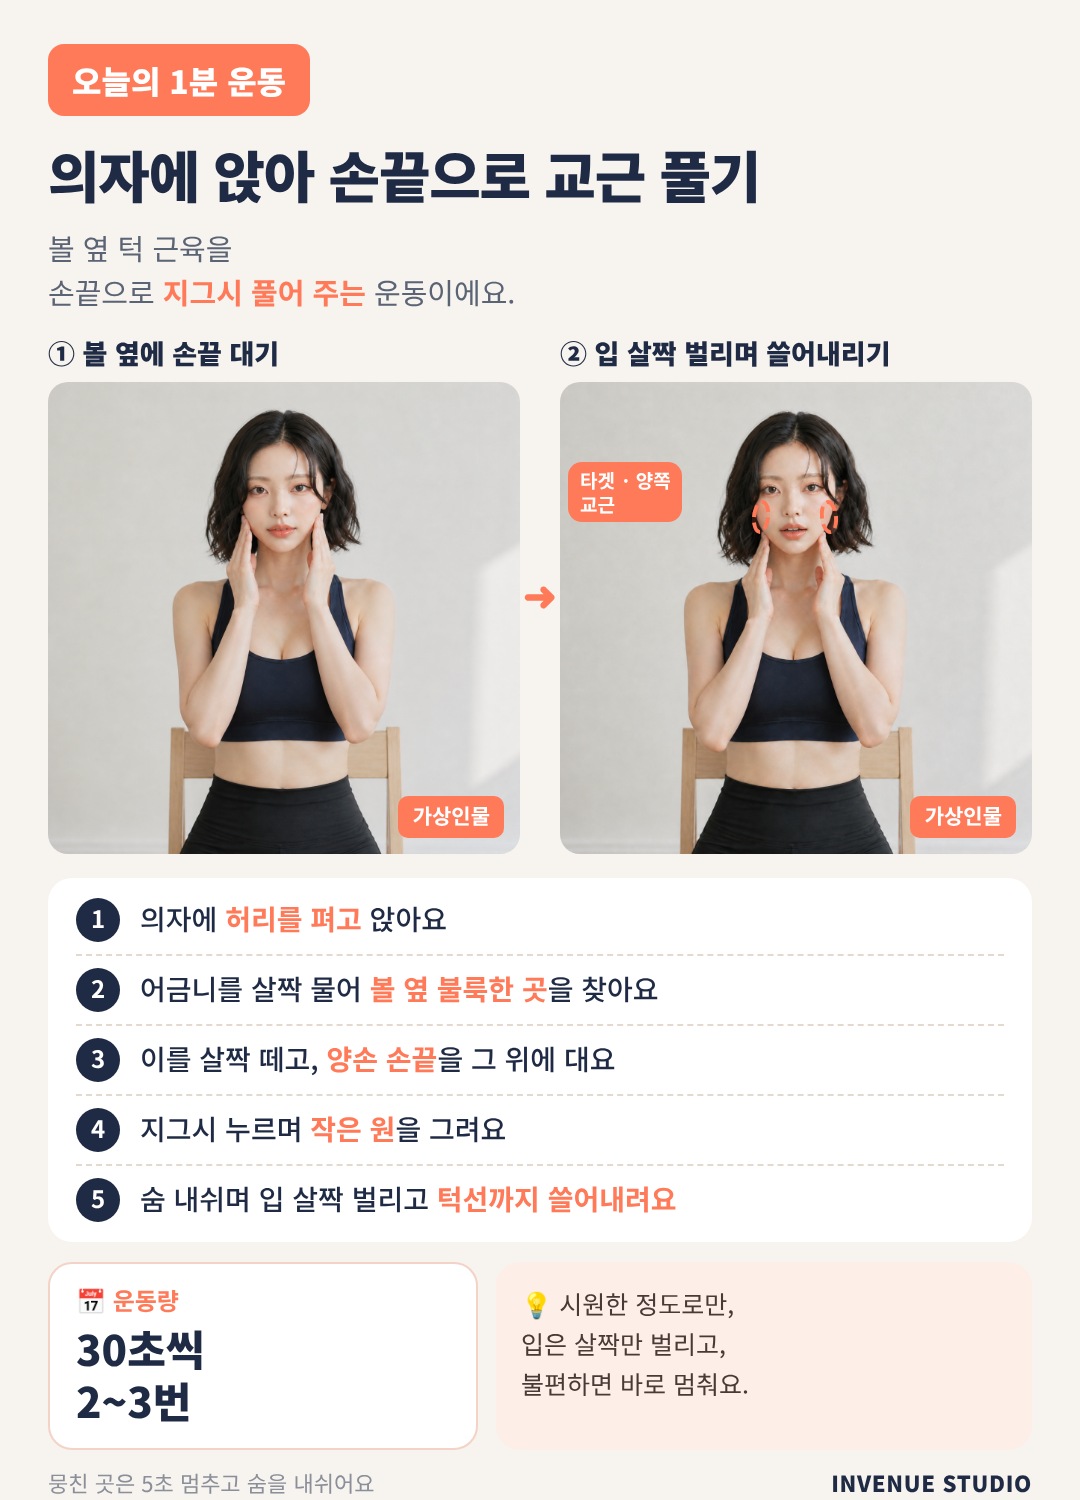 오늘의 1분 운동
의자에 앉아 손끝으로 교근 풀기
볼 옆 턱 근육을
손끝으로 지그시 풀어 주는 운동이에요.
① 볼 옆에 손끝 대기
② 입 살짝 벌리며 쓸어내리기
타겟 · 양쪽
교근
➜
가상인물
가상인물
1 의자에 허리를 펴고 앉아요
2 어금니를 살짝 물어 볼 옆 불룩한 곳을 찾아요
3 이를 살짝 떼고, 양손 손끝을 그 위에 대요
4 지그시 누르며 작은 원을 그려요
5 숨 내쉬며 입 살짝 벌리고 턱선까지 쓸어내려요
📅 운동량
30초씩
2~3번
💡 시원한 정도로만,
입은 살짝만 벌리고,
불편하면 바로 멈춰요.
뭉친 곳은 5초 멈추고 숨을 내쉬어요
INVENUE STUDIO